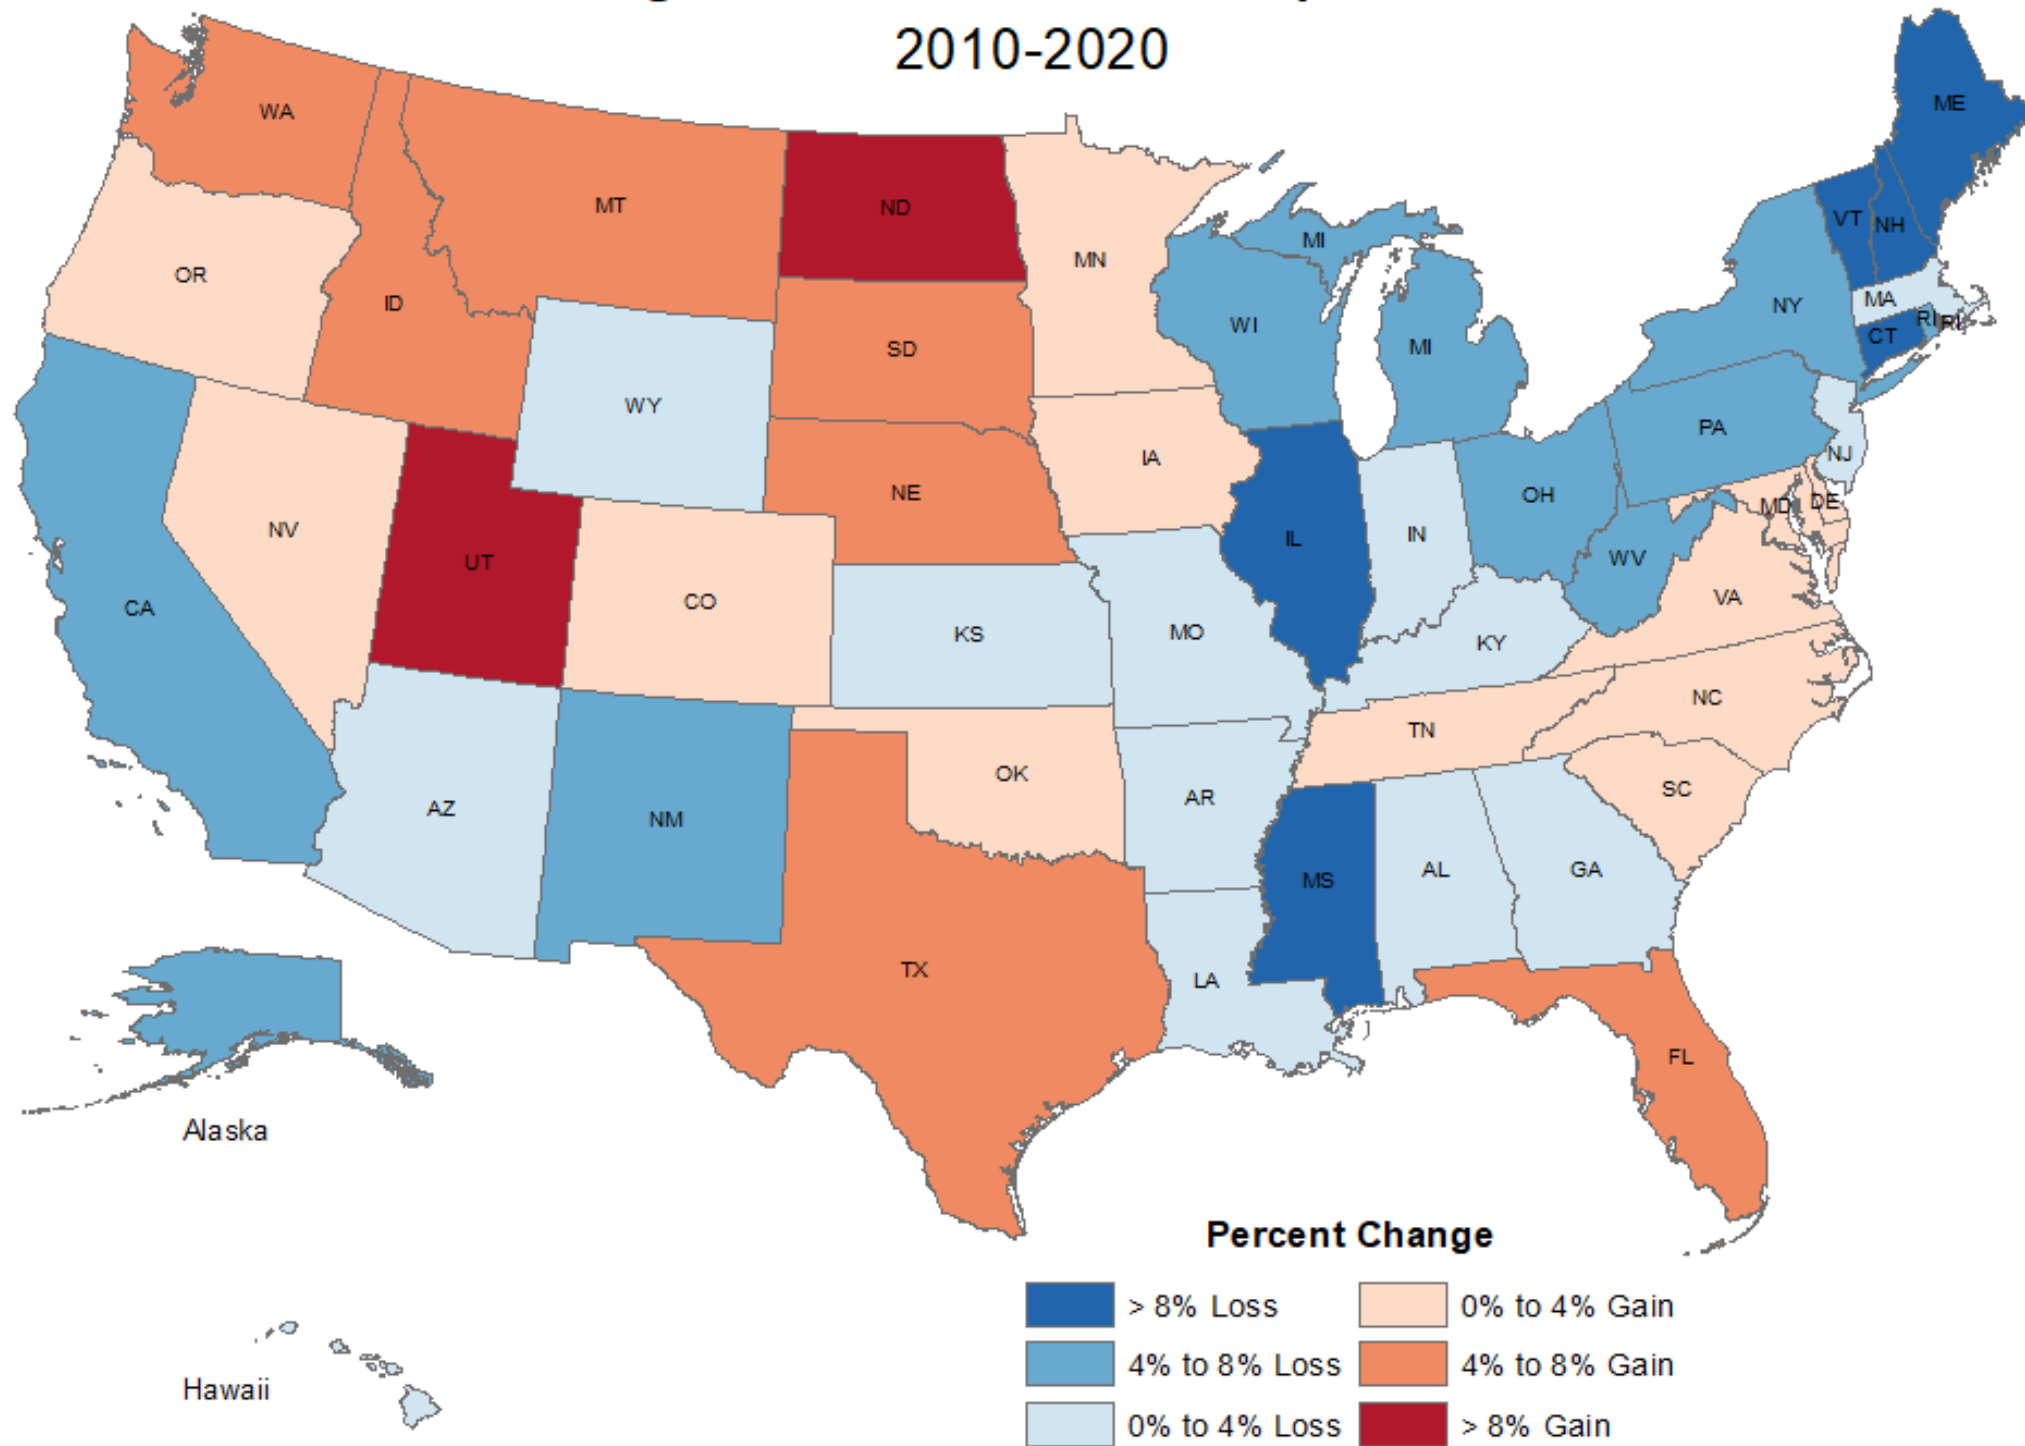 2010-2020
WA
ME
MT
ND
VT
NH
OR
MN
MI
ID
MA
NY
WI
RI
RI
CT
SD
MI
WY
PA
IA
NJ
NE
OH
MD
DE
NV
IL
IN
WV
UT
CA
CO
VA
KS
MO
KY
NC
TN
OK
SC
AZ
NM
AR
AL
GA
MS
TX
LA
FL
Alaska
Hawaii
Percent Change
> 8% Loss
0% to 4% Gain
4% to 8% Loss
4% to 8% Gain
0% to 4% Loss
> 8% Gain